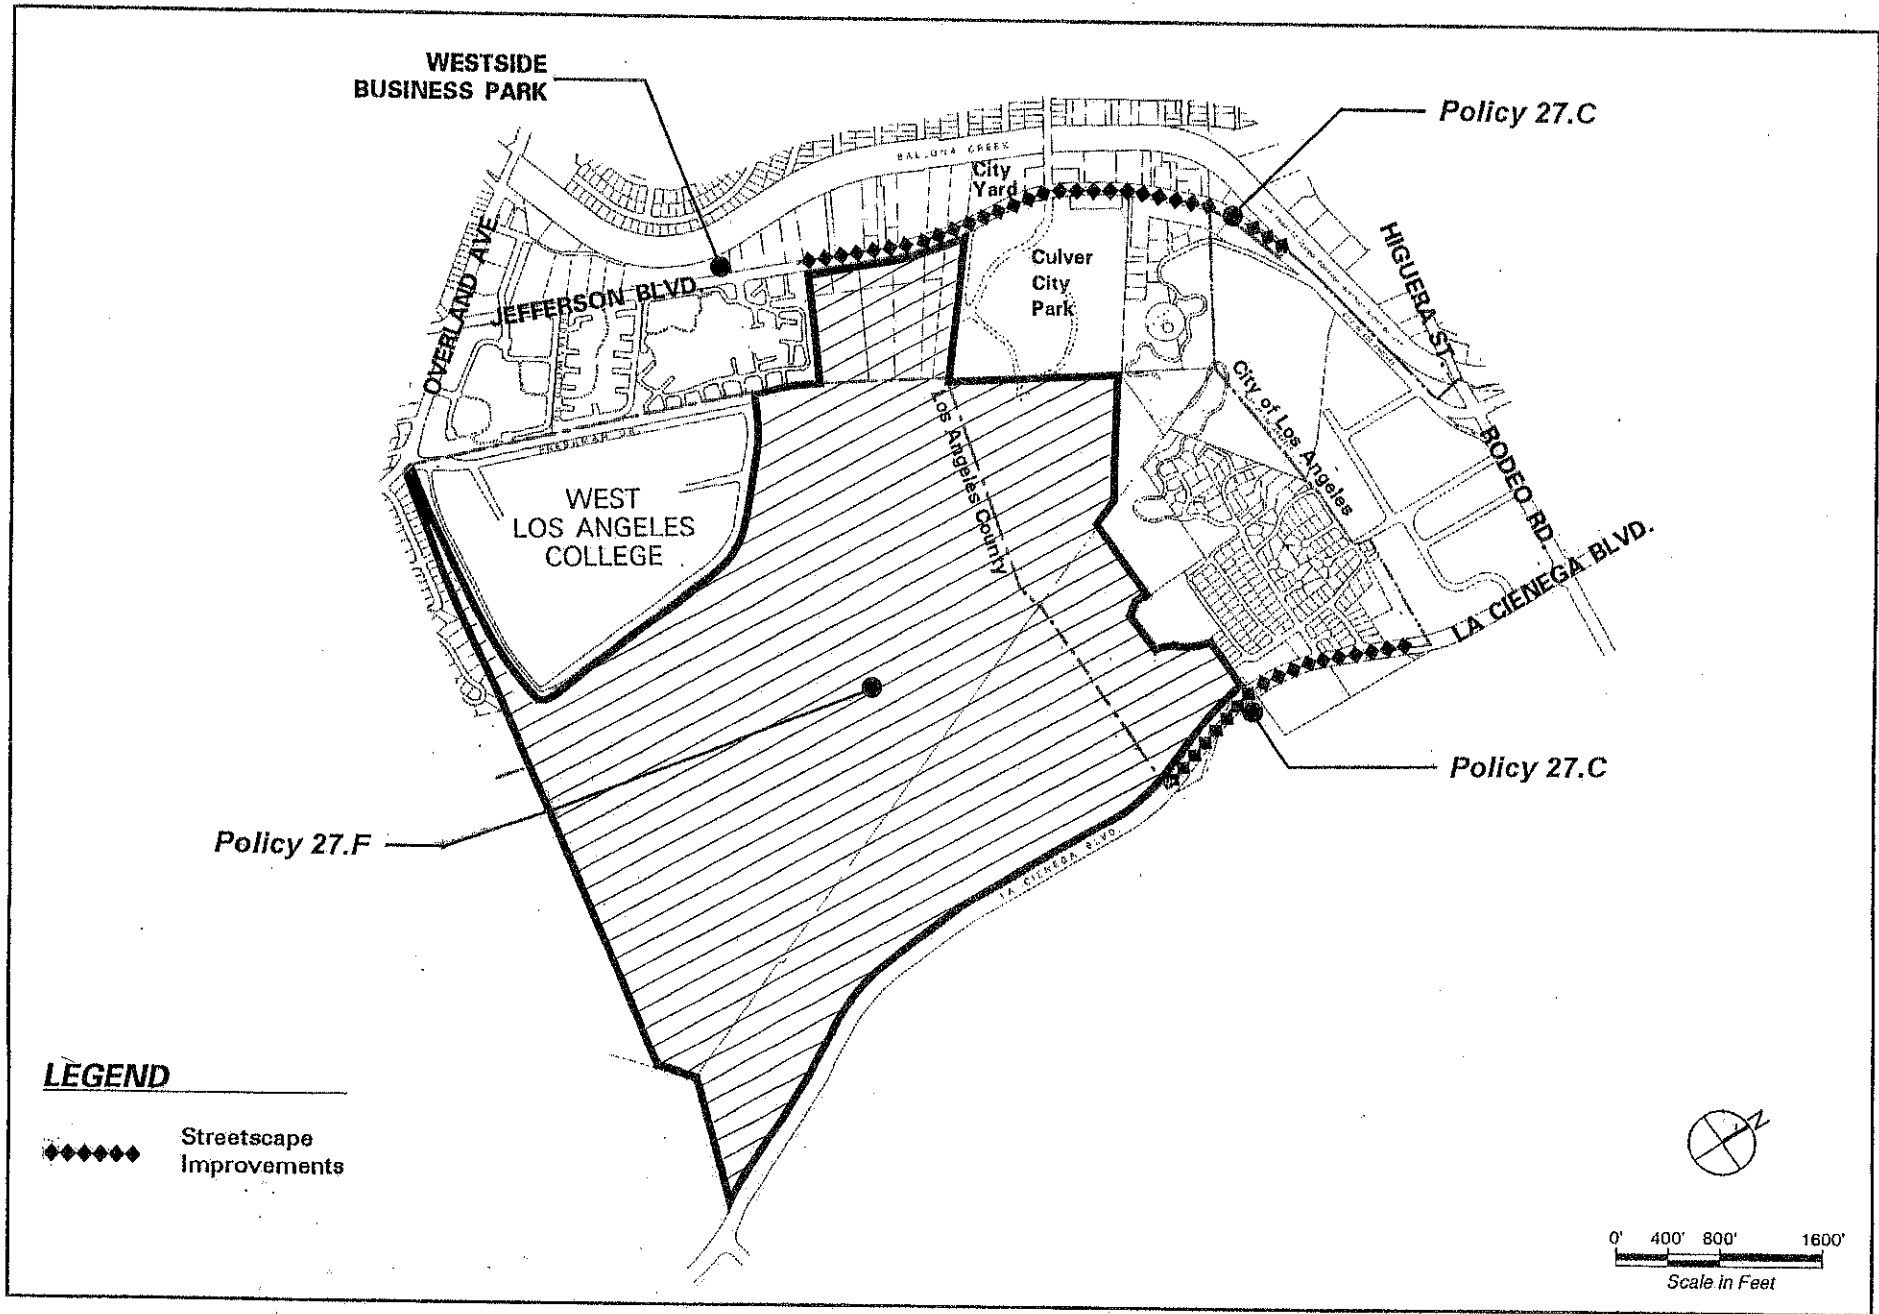 WESTSIDE
BUSINESS PARK
Policy 27.C
BALLONA CREEK
City
Yard
HIGUERA ST.
OVERLAND AVE.
JEFFERSON BLVD.
Culver
City
Park
City of Los Angeles
Los Angeles County
FRESHMAN DR.
RODEO RD.
WEST
LOS ANGELES
COLLEGE
LA CIENEGA BLVD.
Policy 27.C
Policy 27.F
LA CIENEGA BLVD.
LEGEND
Streetscape
Improvements
N
0' 400' 800' 1600'
Scale in Feet